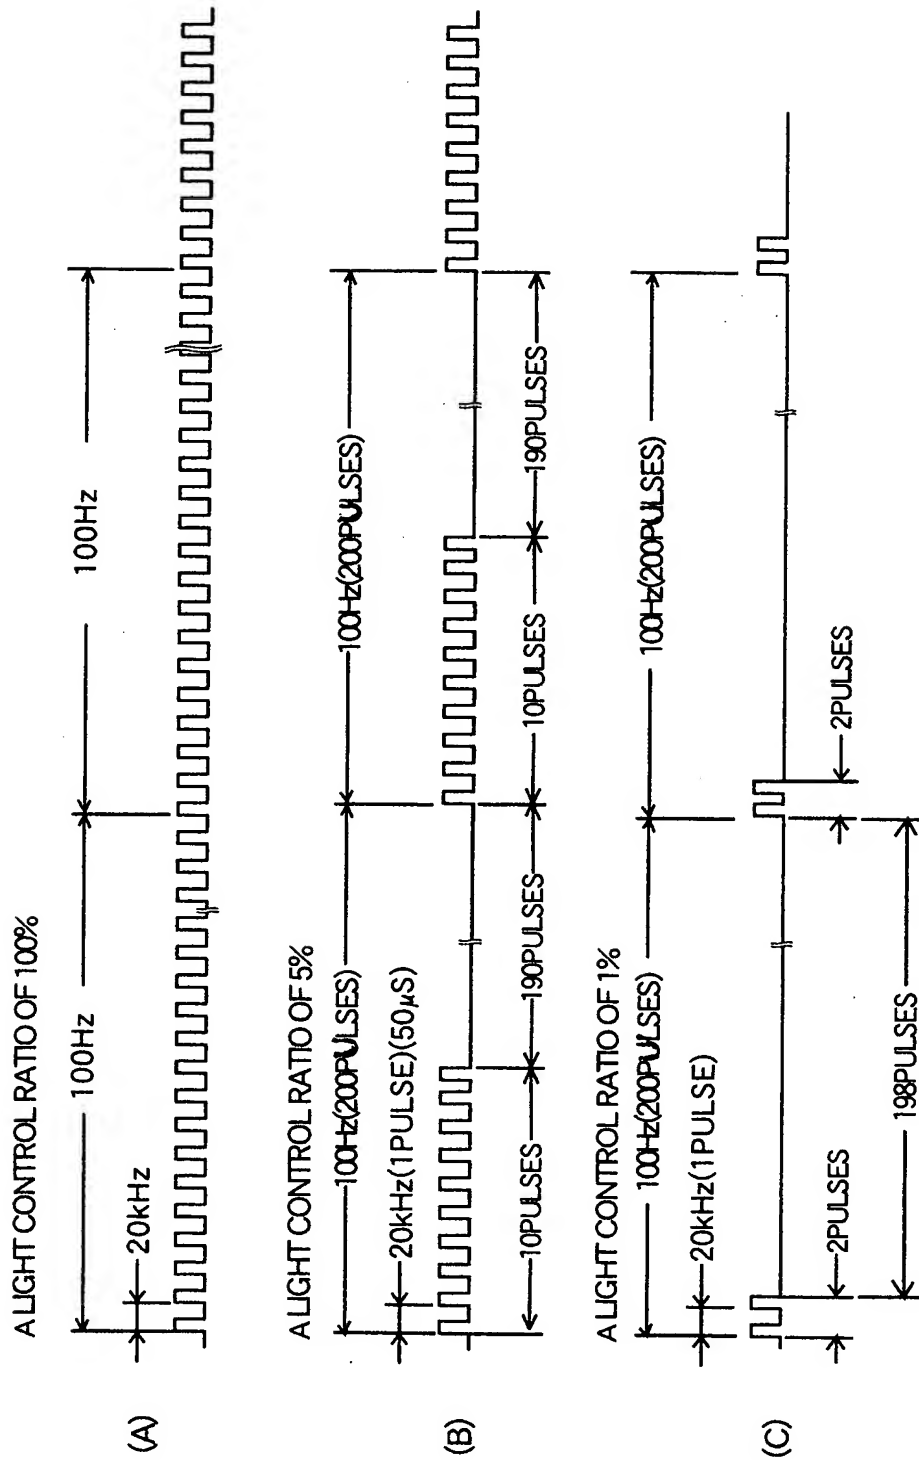 (A)
A LIGHT CONTROL RATIO OF 100%
100Hz
100Hz
20kHz
(B)
A LIGHT CONTROL RATIO OF 5%
100Hz(200PULSES)
100Hz(200PULSES)
20kHz(1PULSE)(50μS)
10PULSES
190PULSES
10PULSES
190PULSES
(C)
A LIGHT CONTROL RATIO OF 1%
100Hz(200PULSES)
100Hz(200PULSES)
20kHz(1PULSE)
2PULSES
2PULSES
198PULSES